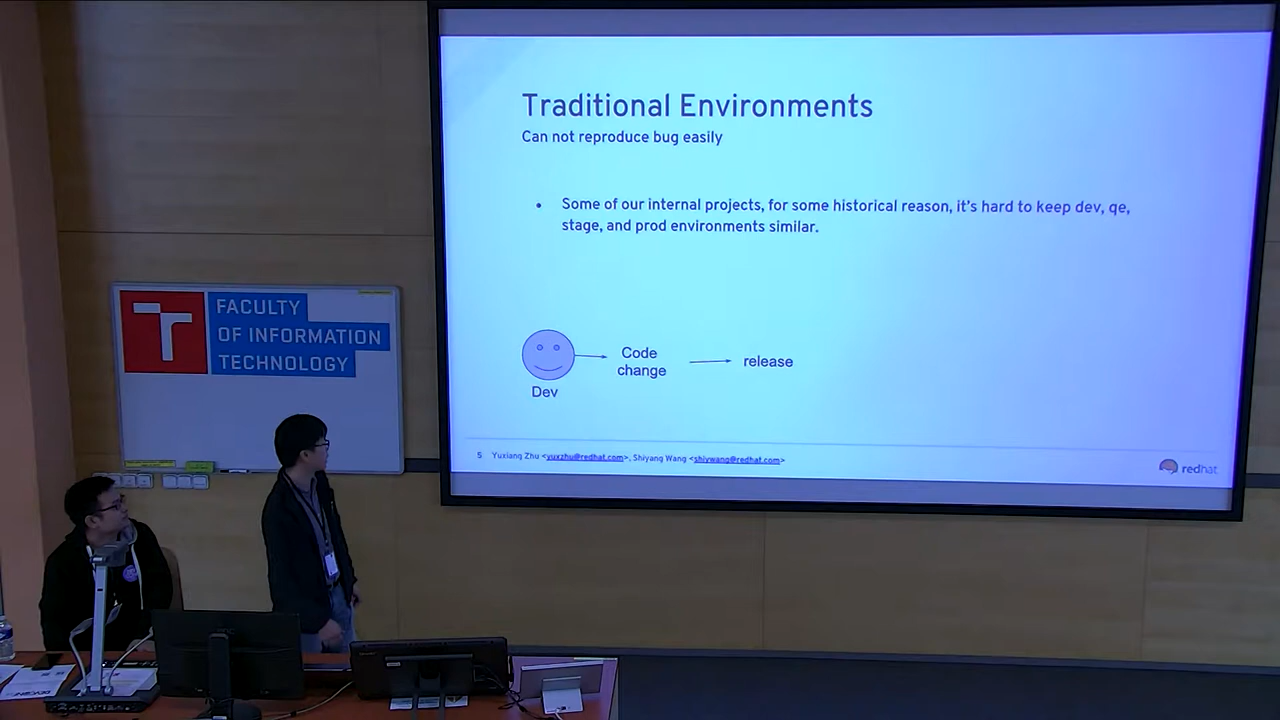 Traditional Environments
Can not reproduce bug easily
• Some of our internal projects, for some historical reason, it's hard to keep dev, qe,
stage, and prod environments similar.
Code
change
release
Dev
5 Yuxiang Zhu <yuxzhu@redhat.com>, Shiyang Wang <shiywang@redhat.com>
redhat
FACULTY
OF INFORMATION
TECHNOLOGY